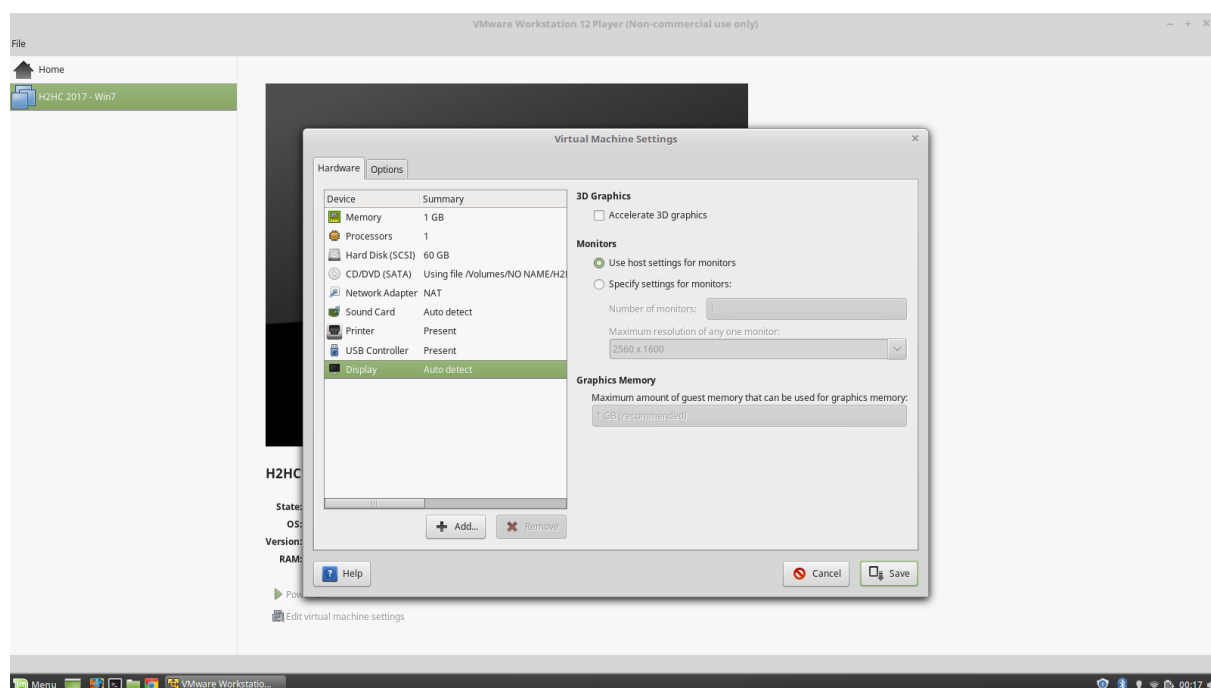 VMware Workstation 12 Player (Non-commercial use only)
File
Home
H2HC 2017 - Win7
Virtual Machine Settings
Hardware Options
Device Summary
Memory 1 GB
Processors 1
Hard Disk (SCSI) 60 GB
CD/DVD (SATA) Using file /Volumes/NO NAME/H2
Network Adapter NAT
Sound Card Auto detect
Printer Present
USB Controller Present
Display Auto detect
Add... Remove
3D Graphics
Accelerate 3D graphics
Monitors
Use host settings for monitors
Specify settings for monitors:
Number of monitors: 1
Maximum resolution of any one monitor:
2560 x 1600
Graphics Memory
Maximum amount of guest memory that can be used for graphics memory:
1 GB (recommended)
Help Cancel Save
H2HC
State:
OS:
Version:
RAM:
Pow
Edit virtual machine settings
Menu VMware Workstatio... 00:17